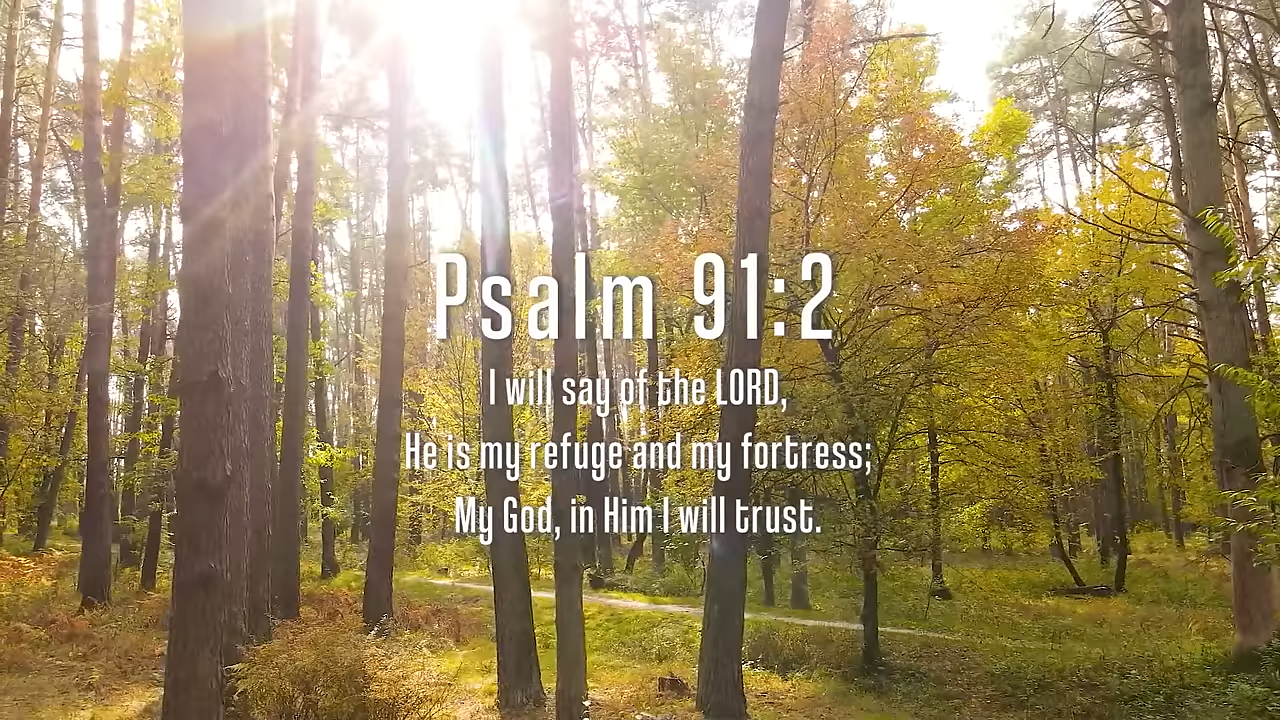 Psalm 91:2
I will say of the LORD,
He is my refuge and my fortress;
My God, in Him I will trust.